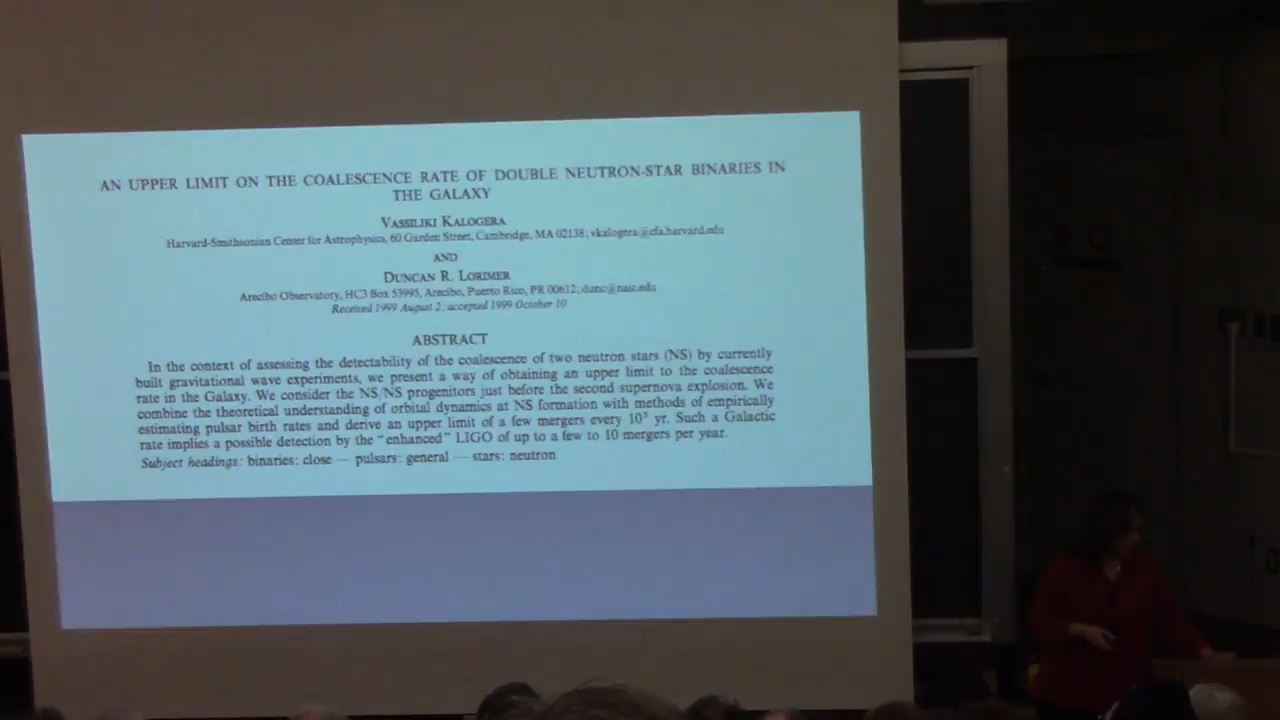 AN UPPER LIMIT ON THE COALESCENCE RATE OF DOUBLE NEUTRON-STAR BINARIES IN
THE GALAXY
VASSILIKI KALOGERA
Harvard-Smithsonian Center for Astrophysics, 60 Garden Street, Cambridge, MA 02138; vkalogera@cfa.harvard.edu
AND
DUNCAN R. LORIMER
Arecibo Observatory, HC3 Box 53995, Arecibo, Puerto Rico, PR 00612; dunc@naic.edu
Received 1999 August 2; accepted 1999 October 10
ABSTRACT
In the context of assessing the detectability of the coalescence of two neutron stars (NS) by currently
built gravitational wave experiments, we present a way of obtaining an upper limit to the coalescence
rate in the Galaxy. We consider the NS/NS progenitors just before the second supernova explosion. We
combine the theoretical understanding of orbital dynamics at NS formation with methods of empirically
estimating pulsar birth rates and derive an upper limit of a few mergers every 10⁵ yr. Such a Galactic
rate implies a possible detection by the “enhanced” LIGO of up to a few to 10 mergers per year.
Subject headings: binaries: close — pulsars: general — stars: neutron